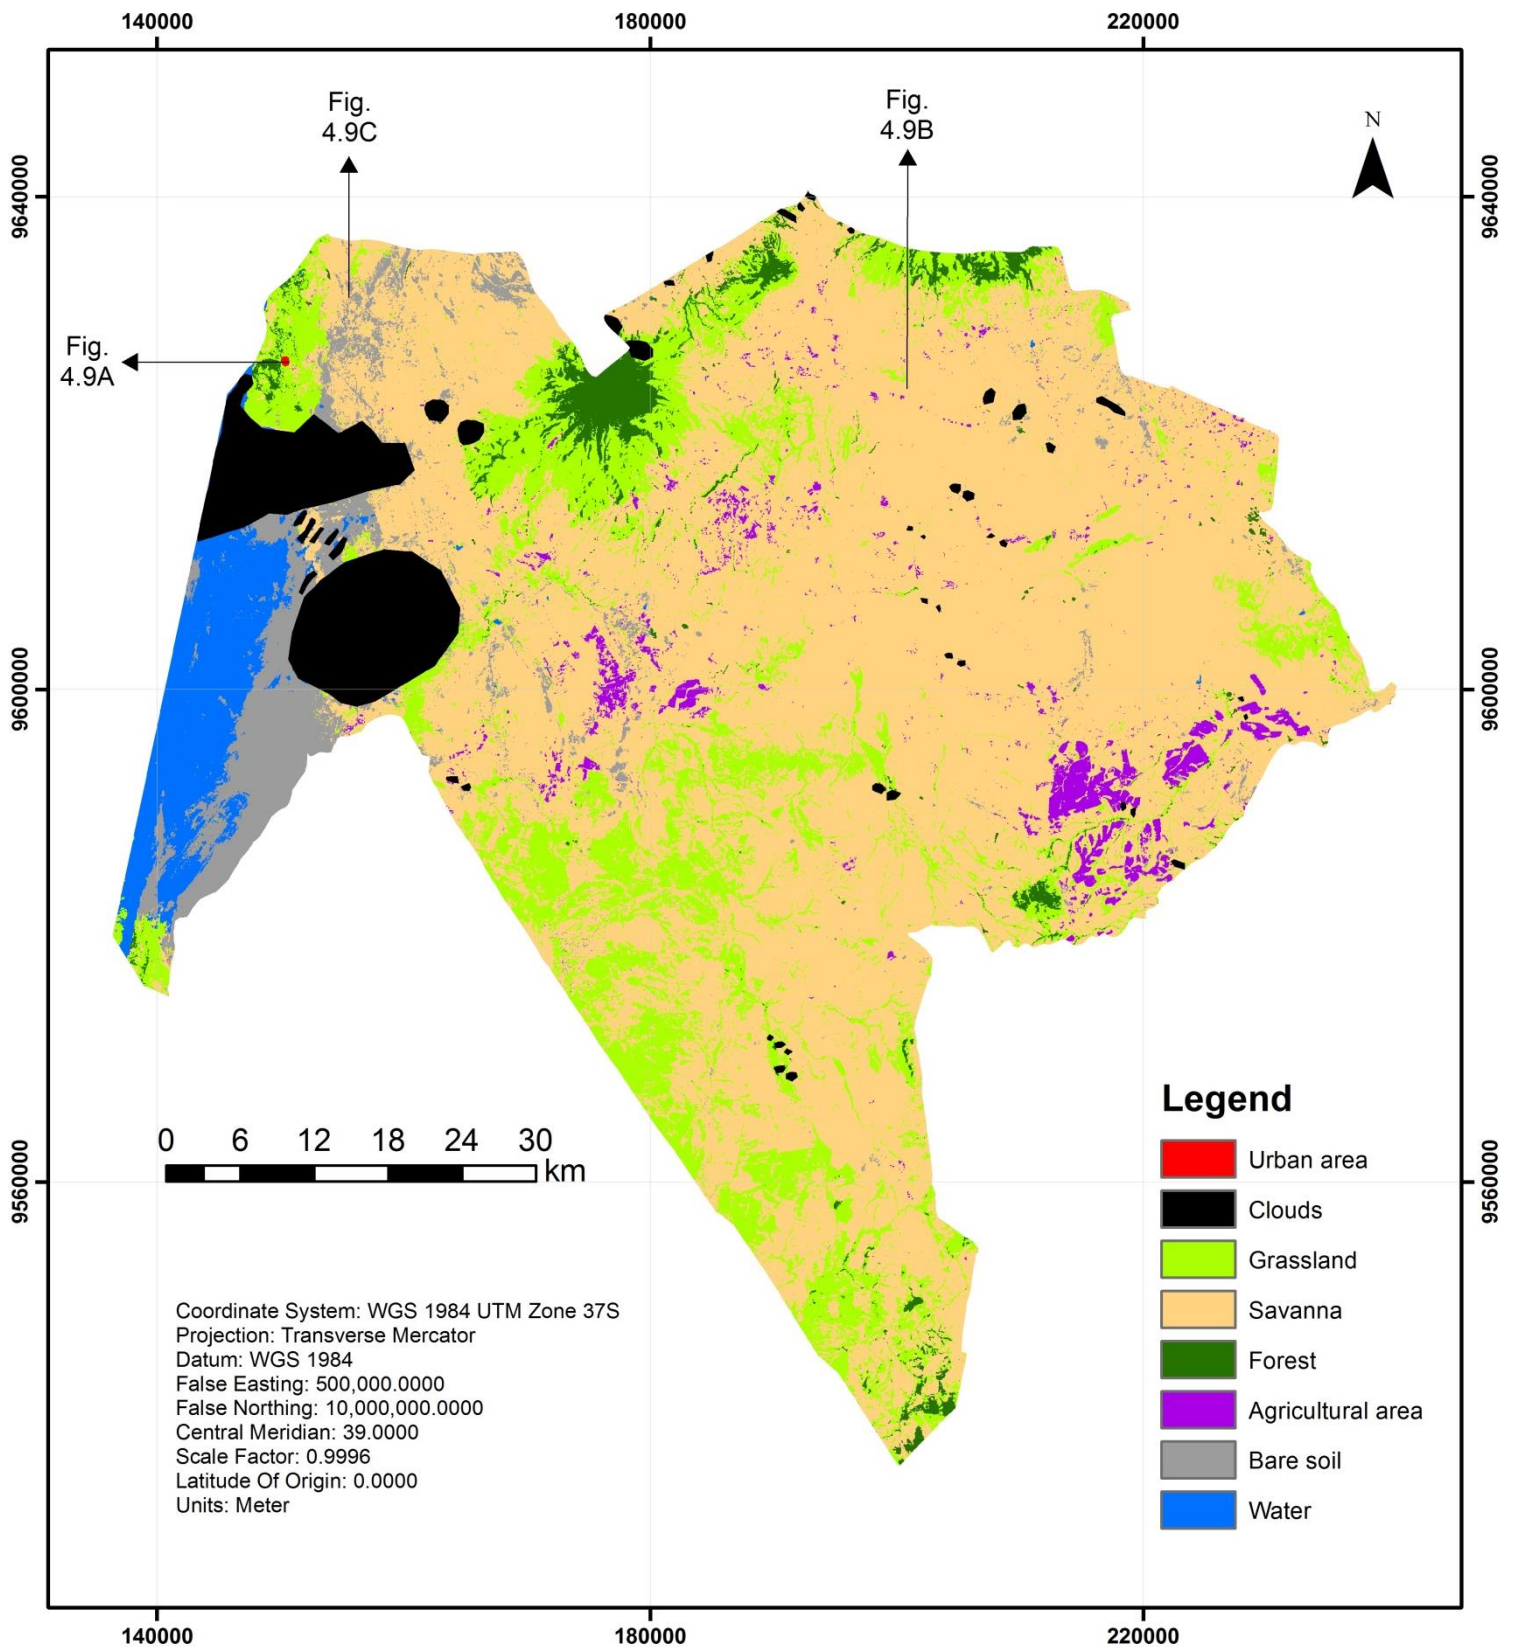 140000 180000 220000
Fig.
4.9C
Fig.
4.9B
N
9640000 9640000
Fig.
4.9A
9600000 9600000
Legend
0 6 12 18 24 30
km
Urban area
9560000 9560000
Clouds
Grassland
Savanna
Forest
Agricultural area
Bare soil
Water
Coordinate System: WGS 1984 UTM Zone 37S
Projection: Transverse Mercator
Datum: WGS 1984
False Easting: 500,000.0000
False Northing: 10,000,000.0000
Central Meridian: 39.0000
Scale Factor: 0.9996
Latitude Of Origin: 0.0000
Units: Meter
140000 180000 220000